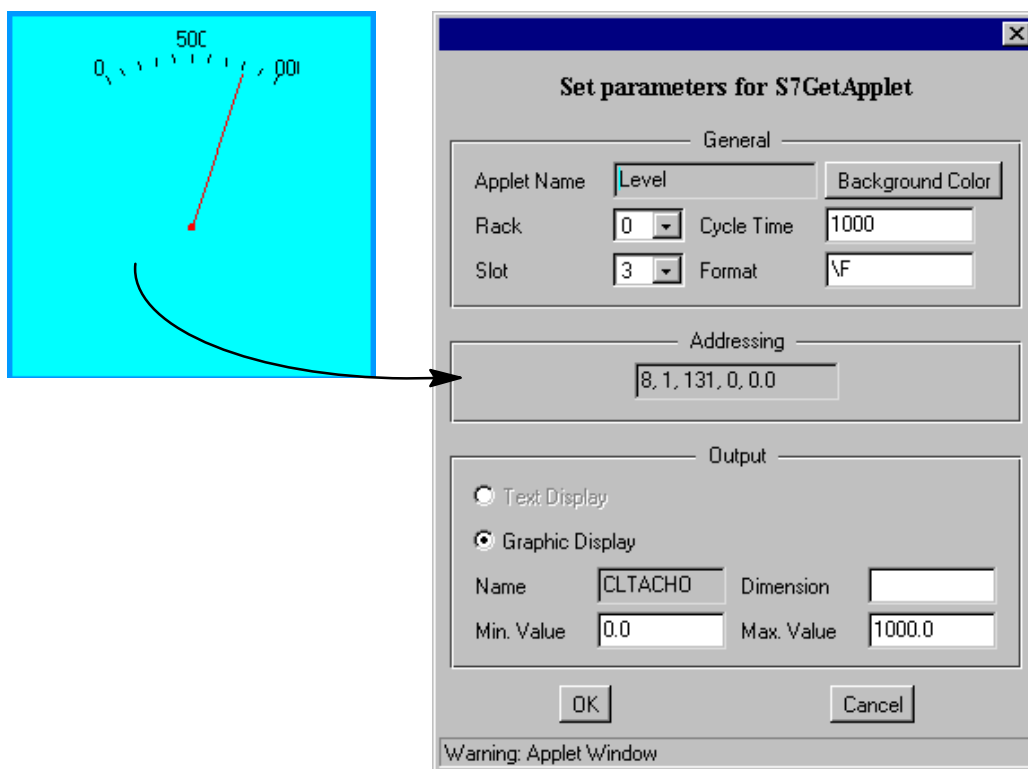 500
0
00
Set parameters for S7GetApplet
General
Applet Name Level Background Color
Rack 0 Cycle Time 1000
Slot 3 Format \F
Addressing
8, 1, 131, 0, 0.0
Output
Text Display
Graphic Display
Name CLTACHO Dimension
Min. Value 0.0 Max. Value 1000.0
OK Cancel
Warning: Applet Window